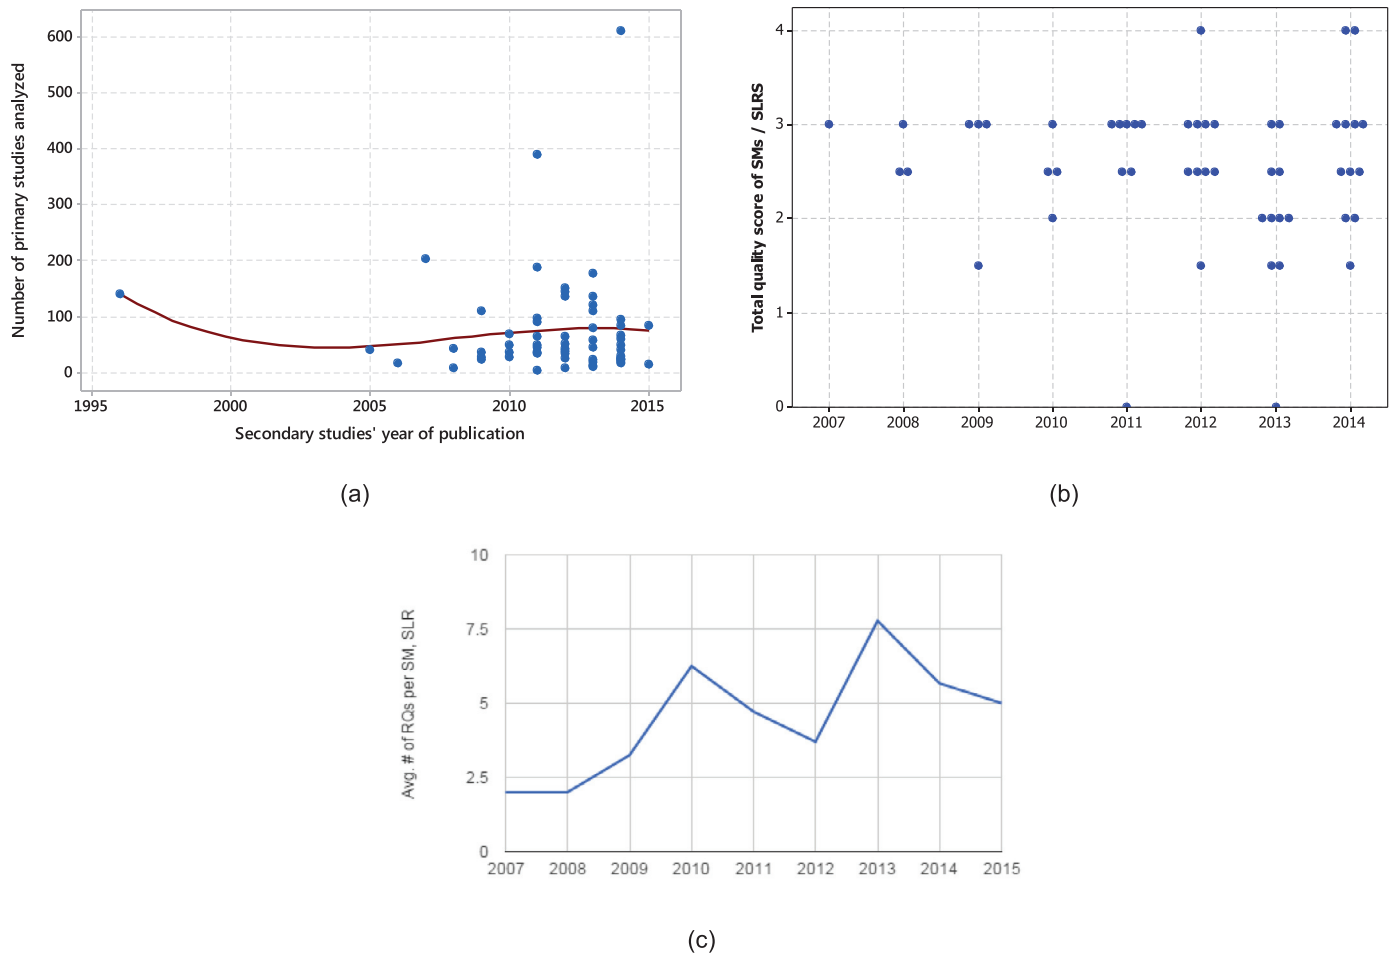 600
500
400
300
200
100
0
1995 2000 2005 2010 2015
Number of primary studies analyzed
Secondary studies' year of publication
(a)
4
3
2
1
0
2007 2008 2009 2010 2011 2012 2013 2014
Total quality score of SMs / SLRS
(b)
10
7.5
5
2.5
0
2007 2008 2009 2010 2011 2012 2013 2014 2015
Avg. # of RQs per SM, SLR
(c)